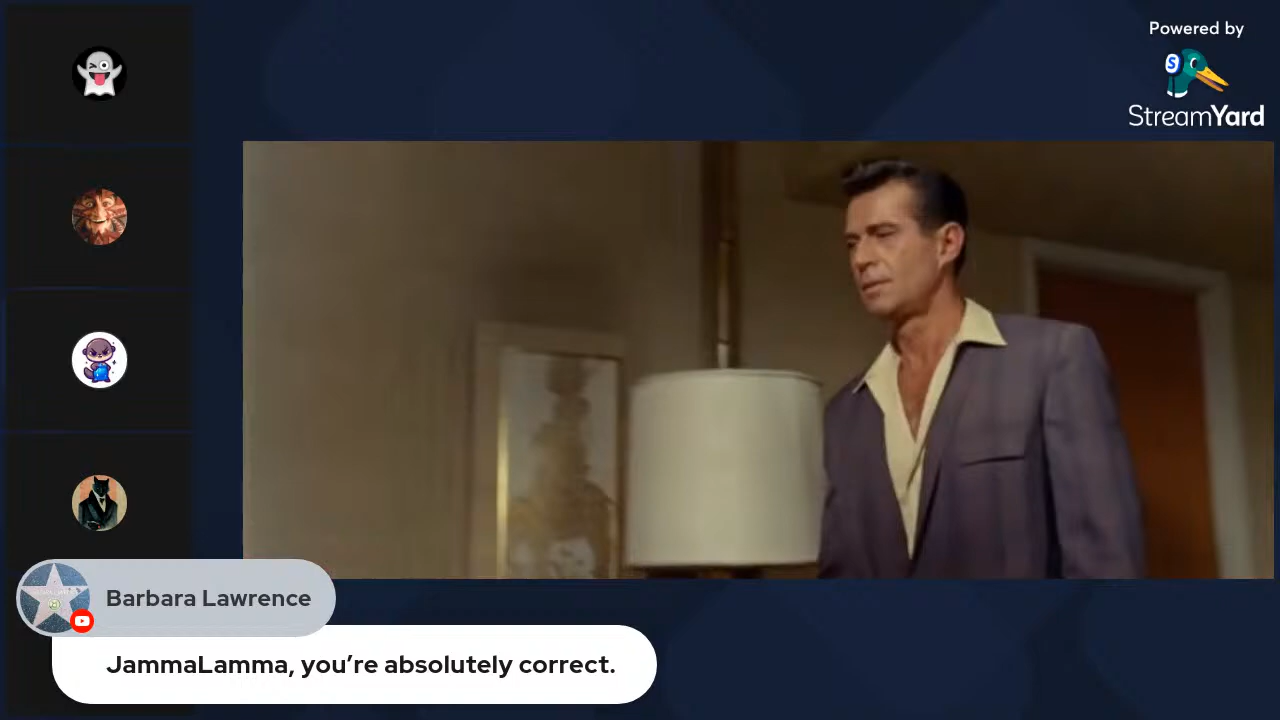 Powered by
StreamYard
Barbara Lawrence
JammaLamma, you’re absolutely correct.